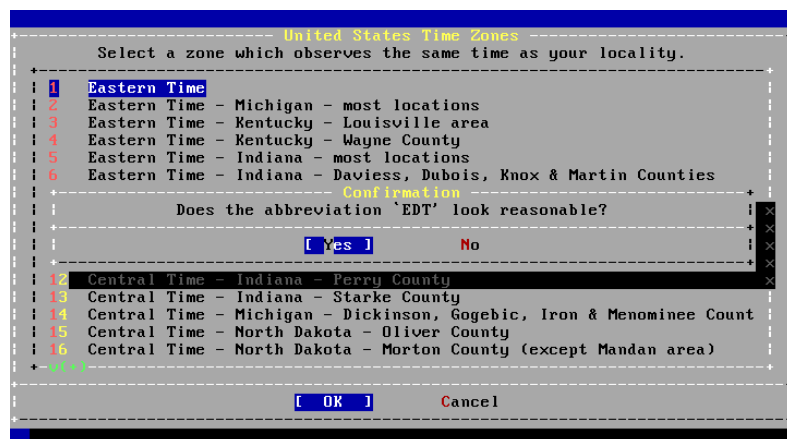 United States Time Zones
Select a zone which observes the same time as your locality.
1 Eastern Time
2 Eastern Time - Michigan - most locations
3 Eastern Time - Kentucky - Louisville area
4 Eastern Time - Kentucky - Wayne County
5 Eastern Time - Indiana - most locations
6 Eastern Time - Indiana - Daviess, Dubois, Knox & Martin Counties
Confirmation
Does the abbreviation `EDT' look reasonable?
[ Yes ] No
12 Central Time - Indiana - Perry County
13 Central Time - Indiana - Starke County
14 Central Time - Michigan - Dickinson, Gogebic, Iron & Menominee Count
15 Central Time - North Dakota - Oliver County
16 Central Time - North Dakota - Morton County (except Mandan area)
v(+)
[ OK ] Cancel